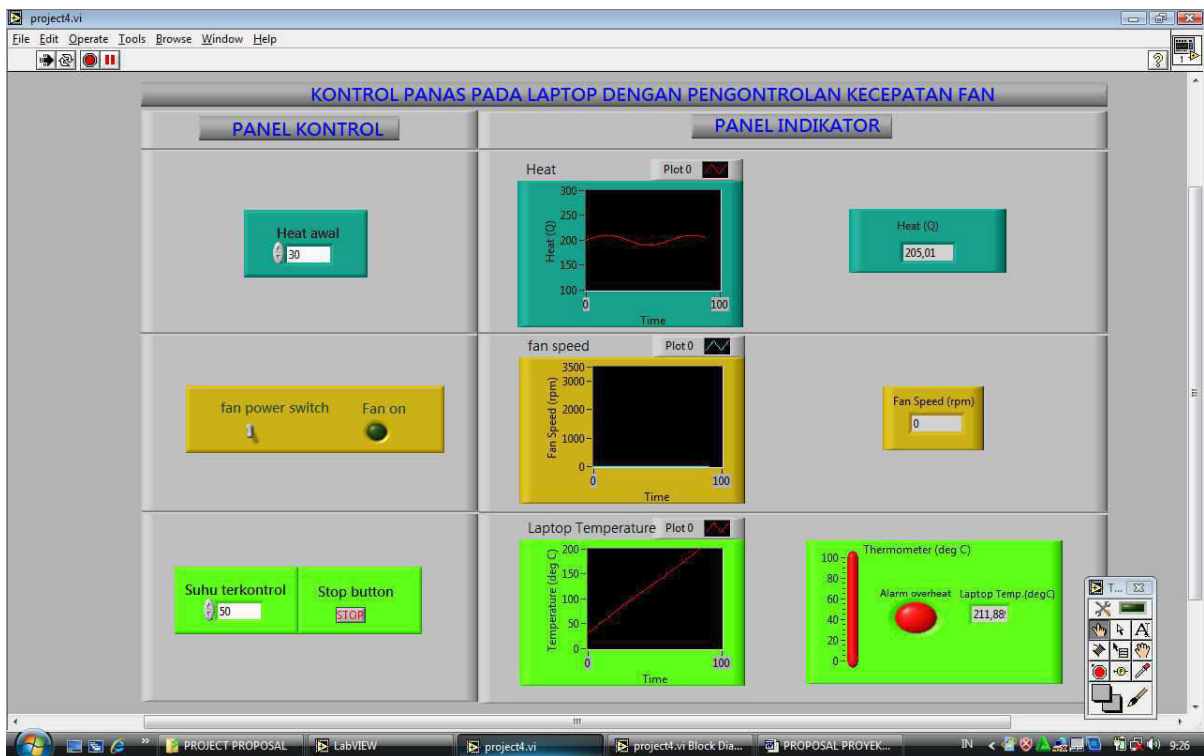 project4.vi
File Edit Operate Tools Browse Window Help
1
KONTROL PANAS PADA LAPTOP DENGAN PENGONTROLAN KECEPATAN FAN
PANEL KONTROL
PANEL INDIKATOR
Heat awal
30
Heat
Plot 0
300
250
200
150
100
Heat (Q)
0
100
Time
Heat (Q)
205,01
fan power switch
Fan on
fan speed
Plot 0
3500
3000
2000
1000
0
Fan Speed (rpm)
0
100
Time
Fan Speed (rpm)
0
Suhu terkontrol
50
Stop button
STOP
Laptop Temperature
Plot 0
200
150
100
50
0
Temperature (deg C)
0
100
Time
Thermometer (deg C)
100
80
60
40
20
0
Alarm overheat
Laptop Temp.(degC)
211,88
T...
PROJECT PROPOSAL
LabVIEW
project4.vi
project4.vi Block Dia...
PROPOSAL PROYEK...
IN
9:26